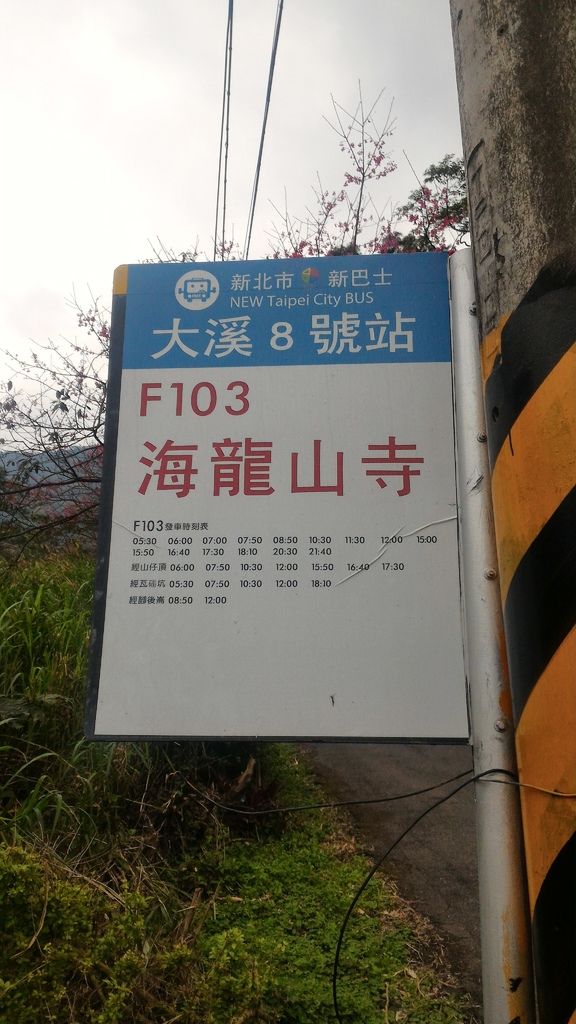 新北市 新巴士
NEW Taipei City BUS
大溪 8 號站
F103
海龍山寺
F103發車時刻表
05:30 06:00 07:00 07:50 08:50 10:30 11:30 12:00 15:00
15:50 16:40 17:30 18:10 20:30 21:40
經山仔頂 06:00 07:50 10:30 12:00 15:50 16:40 17:30
經瓦磘坑 05:30 07:50 10:30 12:00 18:10
經腳後崙 08:50 12:00